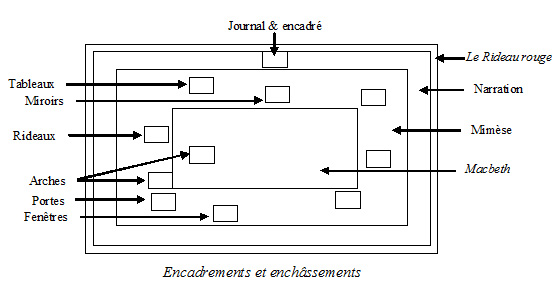 Journal & encadré
Le Rideau rouge
Tableaux
Narration
Miroirs
Rideaux
Mimèse
Macbeth
Arches
Portes
Fenêtres
Encadrements et enchâssements